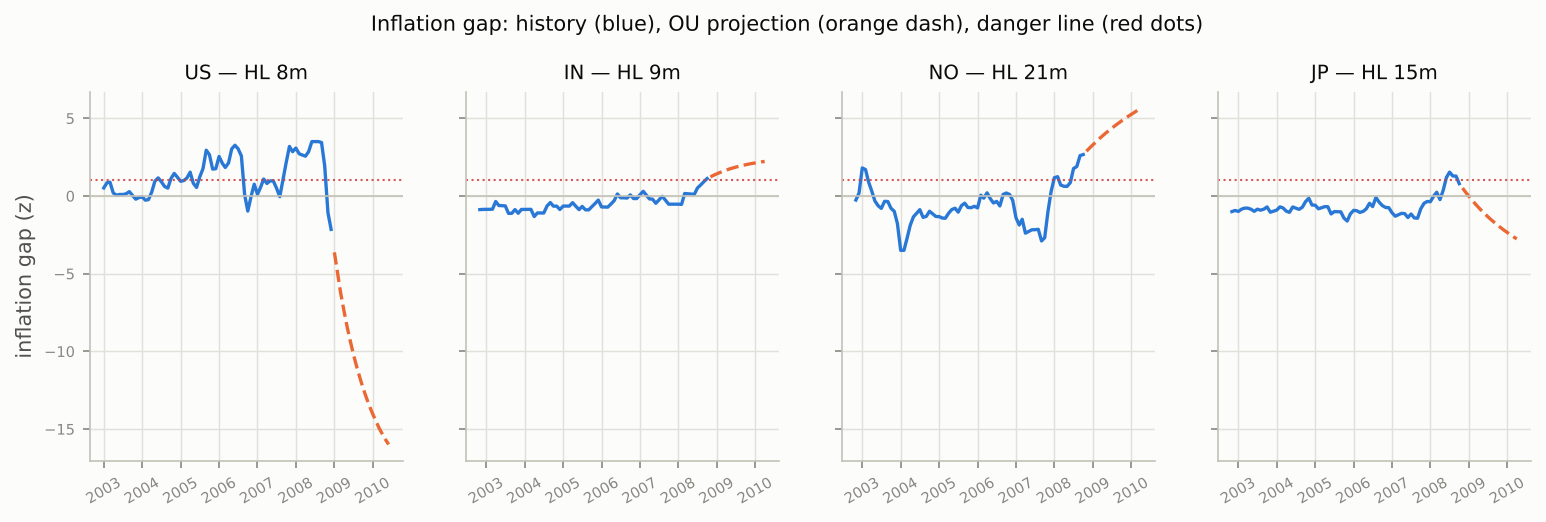 Inflation gap: history (blue), OU projection (orange dash), danger line (red dots)
US — HL 8m
IN — HL 9m
NO — HL 21m
JP — HL 15m
inflation gap (z)
5
0
−5
−10
−15
2003 2004 2005 2006 2007 2008 2009 2010
2003 2004 2005 2006 2007 2008 2009 2010
2003 2004 2005 2006 2007 2008 2009 2010
2003 2004 2005 2006 2007 2008 2009 2010